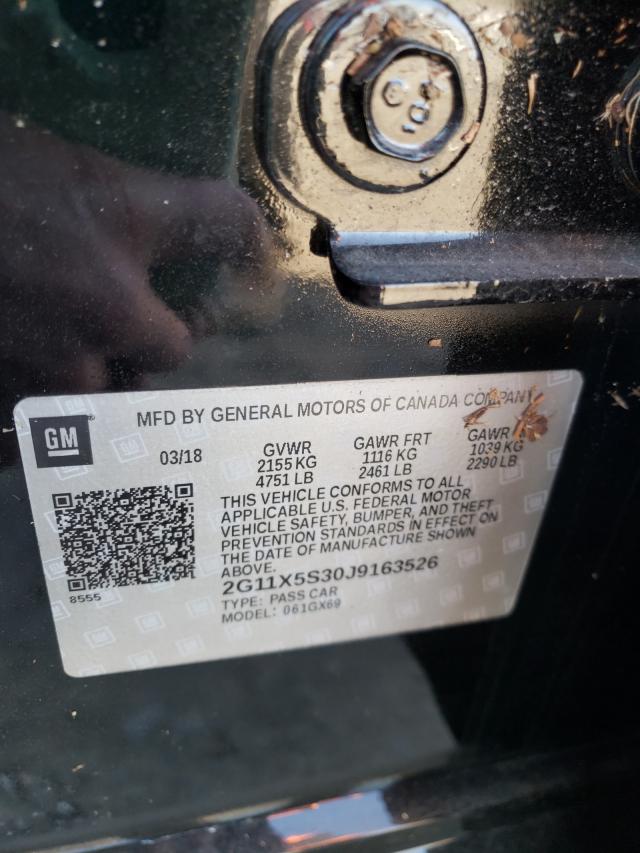 MFD BY GENERAL MOTORS OF CANADA COMPANY
GM
03/18
GVWR
2155 KG
4751 LB
GAWR FRT
1116 KG
2461 LB
GAWR
1039 KG
2290 LB
THIS VEHICLE CONFORMS TO ALL
APPLICABLE U.S. FEDERAL MOTOR
VEHICLE SAFETY, BUMPER, AND THEFT
PREVENTION STANDARDS IN EFFECT ON
THE DATE OF MANUFACTURE SHOWN
ABOVE.
8555
2G11X5S30J9163526
TYPE: PASS CAR
MODEL: 061GX69